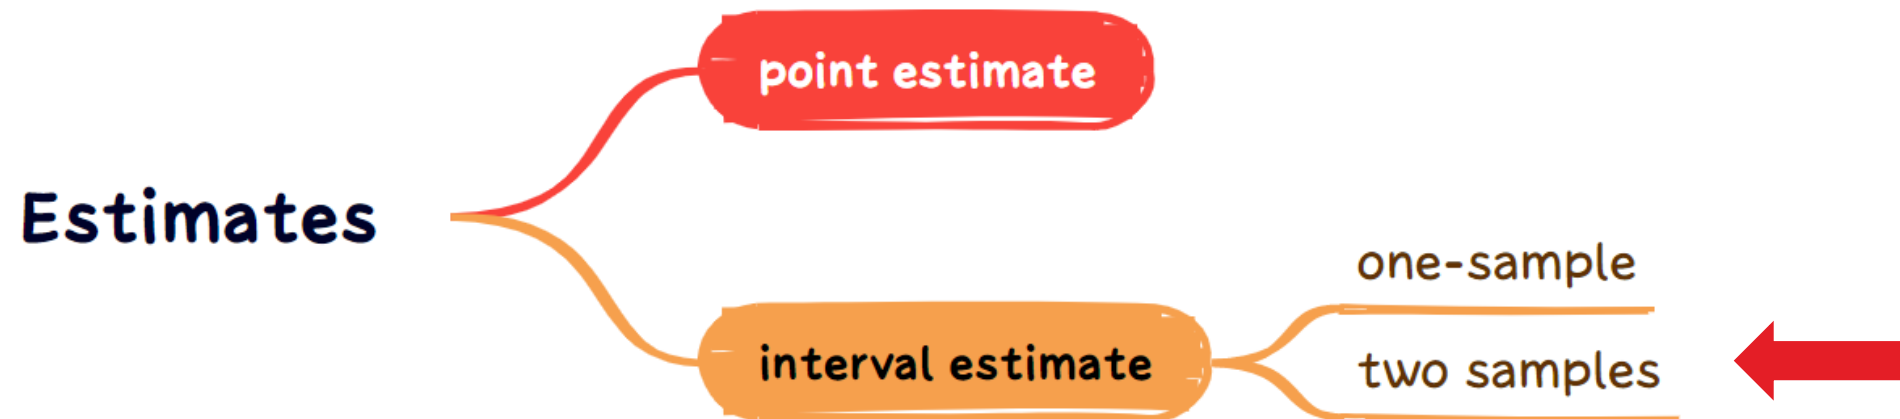 point estimate
Estimates
one-sample
interval estimate
two samples